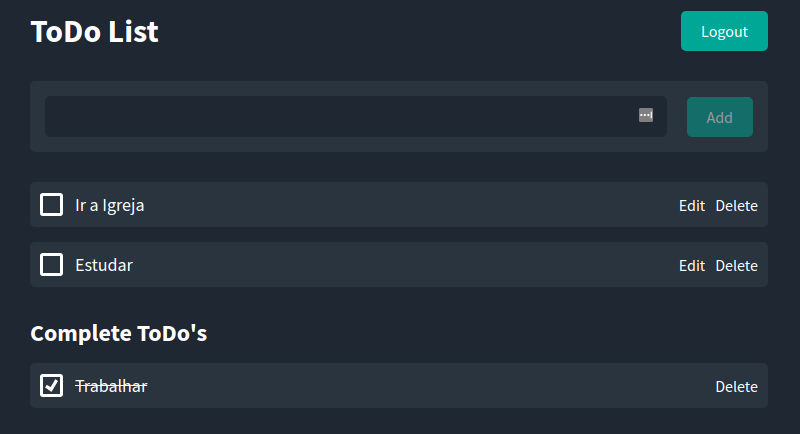 ToDo List
Logout
Add
Ir a Igreja
Edit Delete
Estudar
Edit Delete
Complete ToDo's
Trabalhar
Delete